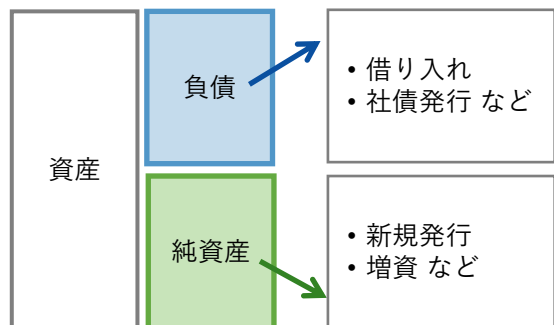 資産
負債
• 借り入れ
• 社債発行 など
純資産
• 新規発行
• 増資 など